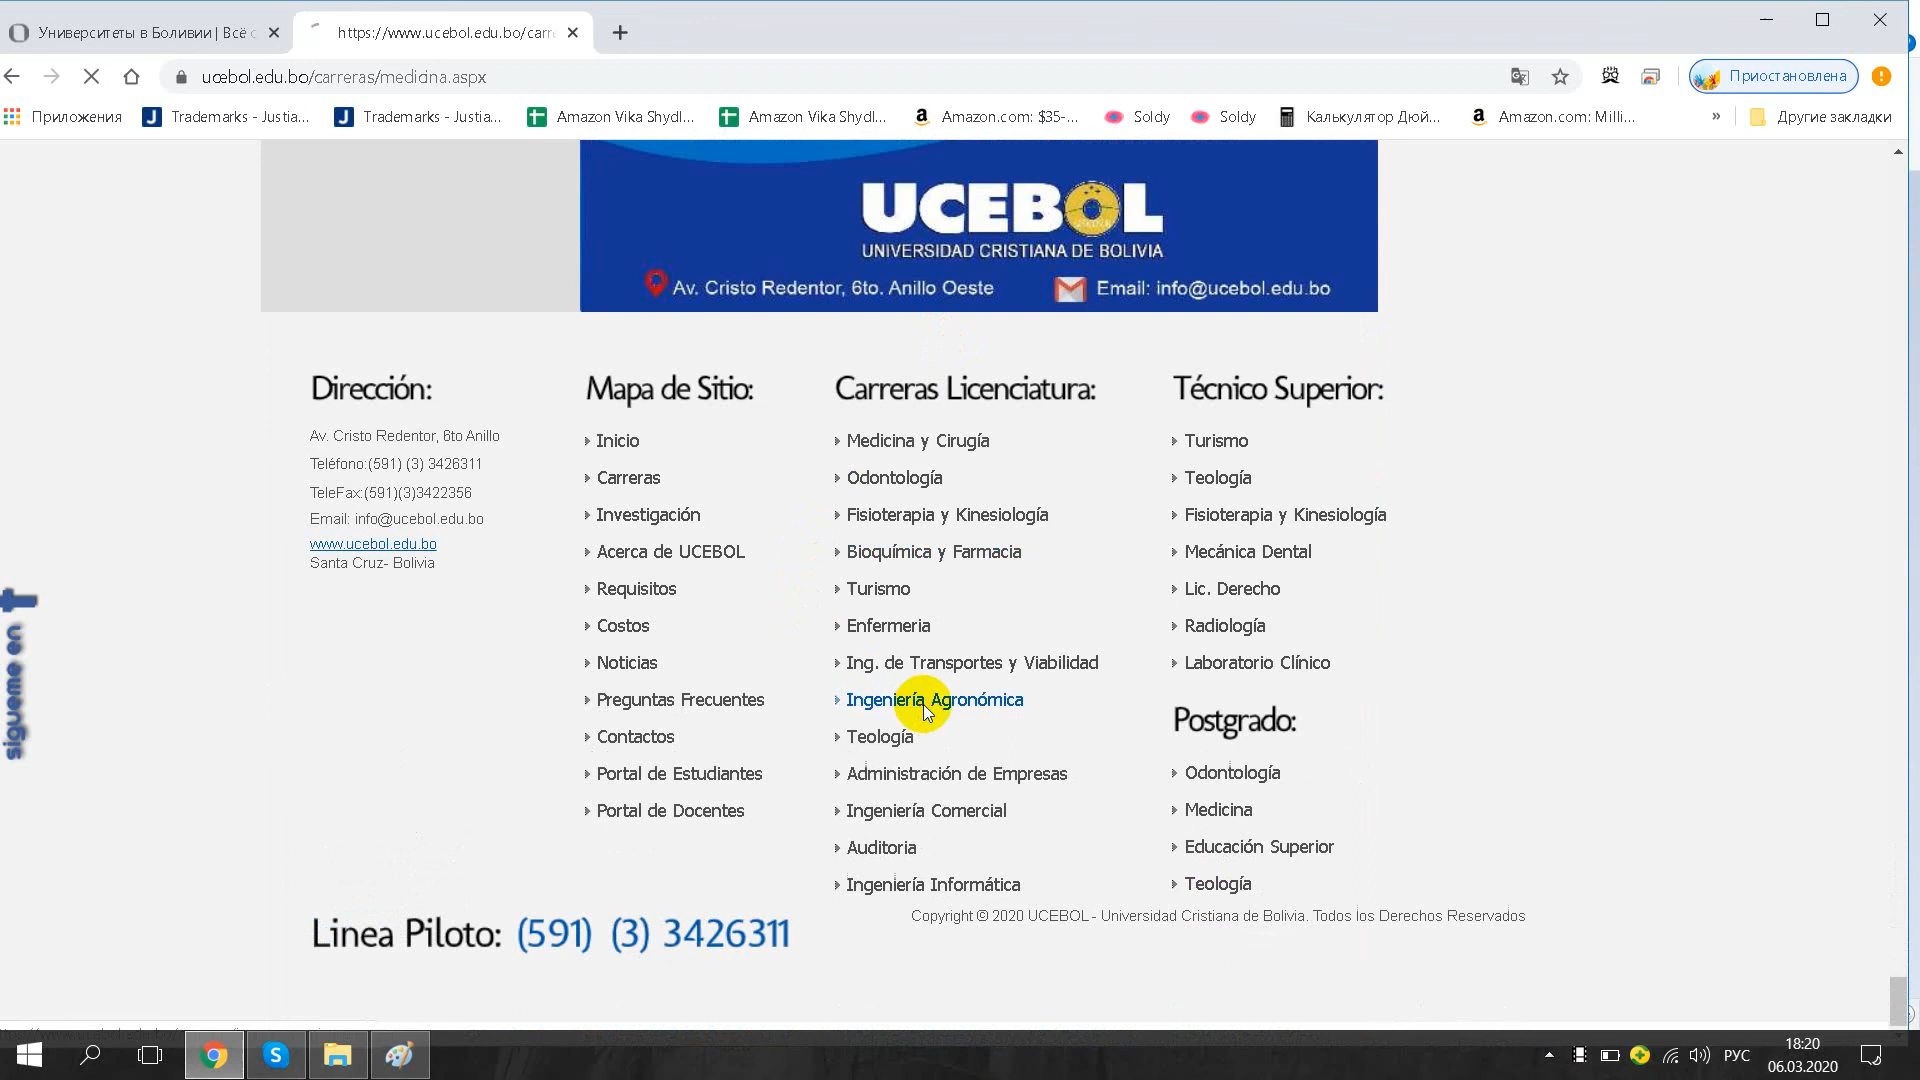 Университеты в Боливии | Всё с
https://www.ucebol.edu.bo/carre
ucebol.edu.bo/carreras/medicina.aspx
Приостановлена
Приложения
Trademarks - Justia...
Trademarks - Justia...
Amazon Vika Shydl...
Amazon Vika Shydl...
Amazon.com: $35-...
Soldy
Soldy
Калькулятор Дюй...
Amazon.com: Milli...
»
Другие закладки
UCEBOL
UNIVERSIDAD CRISTIANA DE BOLIVIA
Av. Cristo Redentor, 6to. Anillo Oeste
Email: info@ucebol.edu.bo
Dirección:
Av. Cristo Redentor, 6to Anillo
Teléfono:(591) (3) 3426311
TeleFax:(591)(3)3422356
Email: info@ucebol.edu.bo
www.ucebol.edu.bo
Santa Cruz- Bolivia
Mapa de Sitio:
Inicio
Carreras
Investigación
Acerca de UCEBOL
Requisitos
Costos
Noticias
Preguntas Frecuentes
Contactos
Portal de Estudiantes
Portal de Docentes
Carreras Licenciatura:
Medicina y Cirugía
Odontología
Fisioterapia y Kinesiología
Bioquímica y Farmacia
Turismo
Enfermeria
Ing. de Transportes y Viabilidad
Ingeniería Agronómica
Teología
Administración de Empresas
Ingeniería Comercial
Auditoria
Ingeniería Informática
Técnico Superior:
Turismo
Teología
Fisioterapia y Kinesiología
Mecánica Dental
Lic. Derecho
Radiología
Laboratorio Clínico
Postgrado:
Odontología
Medicina
Educación Superior
Teología
sigueme en
Linea Piloto: (591) (3) 3426311
Copyright © 2020 UCEBOL - Universidad Cristiana de Bolivia. Todos los Derechos Reservados
РУС
18:20
06.03.2020